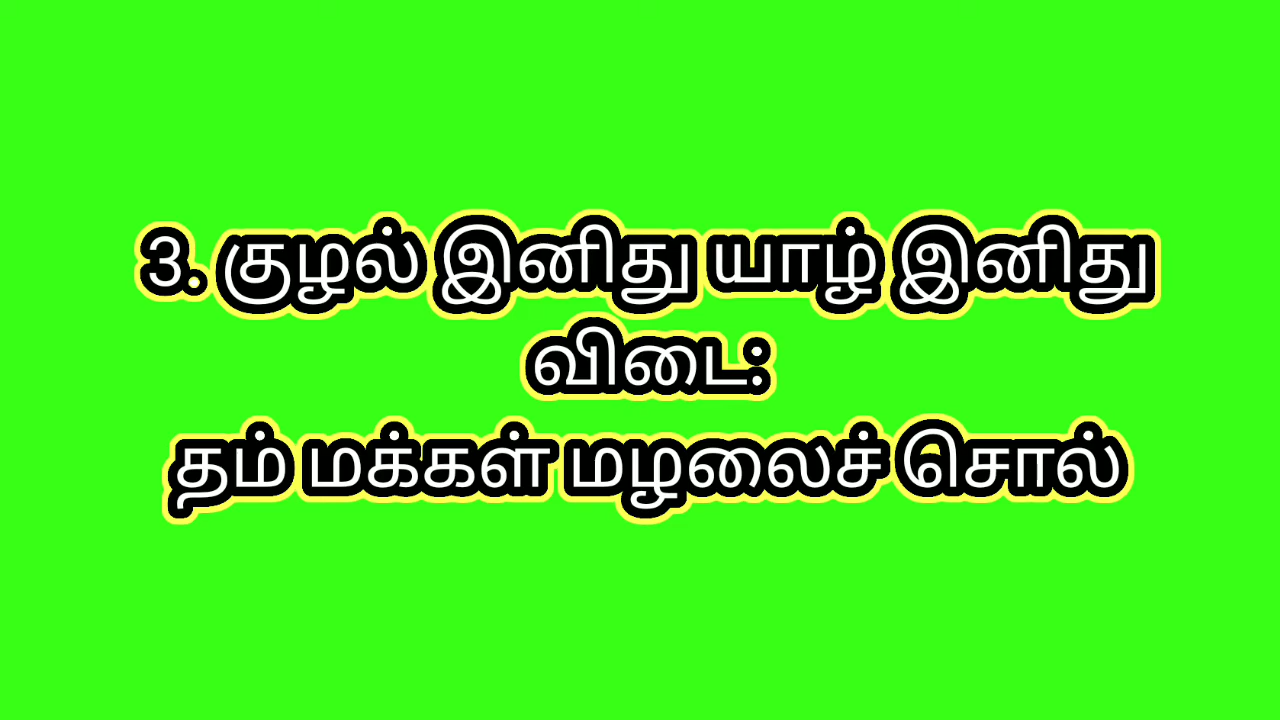 3. குழல் இனிது யாழ் இனிது
விடை:
தம் மக்கள் மழலைச் சொல்